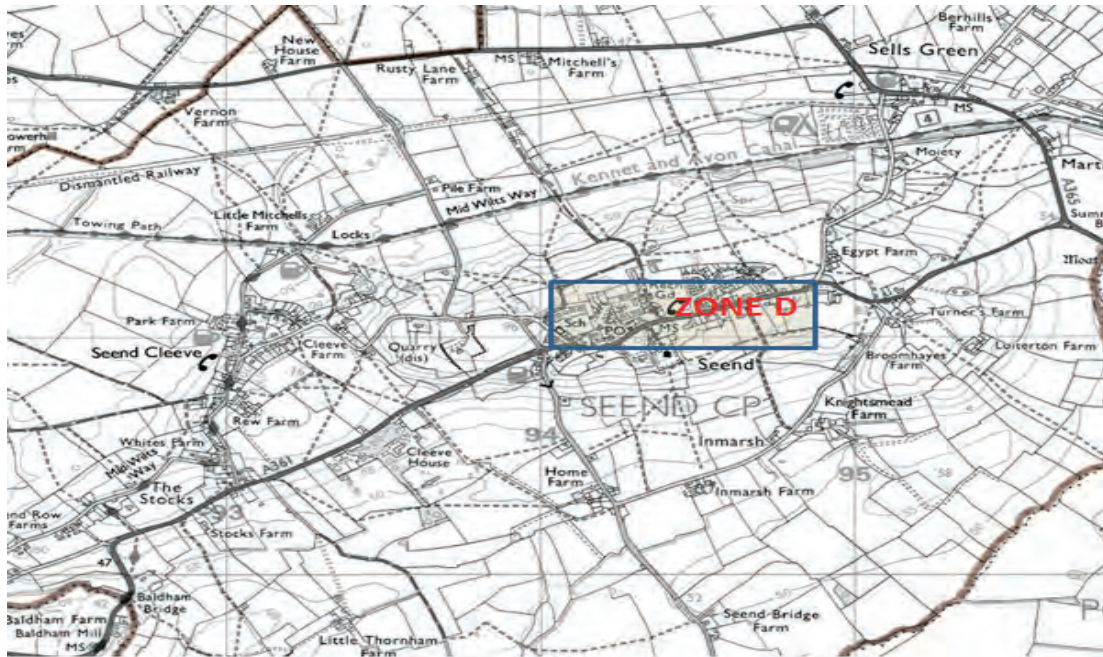 Berhills
Farm
New
House
Farm
MS
47
Mitchell's
Farm
Rusty Lane
Farm
Sells Green
Vernon
Farm
MS
4
Moiety
Kennet and Avon Canal
Dismantled Railway
Pile Farm
Mid Wilts Way
A365
Little Mitchells
Farm
Towing Path
Locks
Egypt Farm
ZONE D
Sch
PO
MS
Park Farm
Turner's Farm
Seend Cleeve
Cleeve
Farm
Quarry
(dis)
Loiterton Farm
Seend
Broomhayes
Farm
SEEND CP
Knightsmead
Farm
Rew Farm
Whites Farm
94
Inmarsh
Mid Wilts
Way
A361
Cleeve
House
Home
Farm
95
The
Stocks
Inmarsh Farm
93
Farms
Stocks Farm
47
Baldham
Bridge
Seend Bridge
Farm
Baldham Farm
Baldham Mill
MS
Little Thornham
Farm